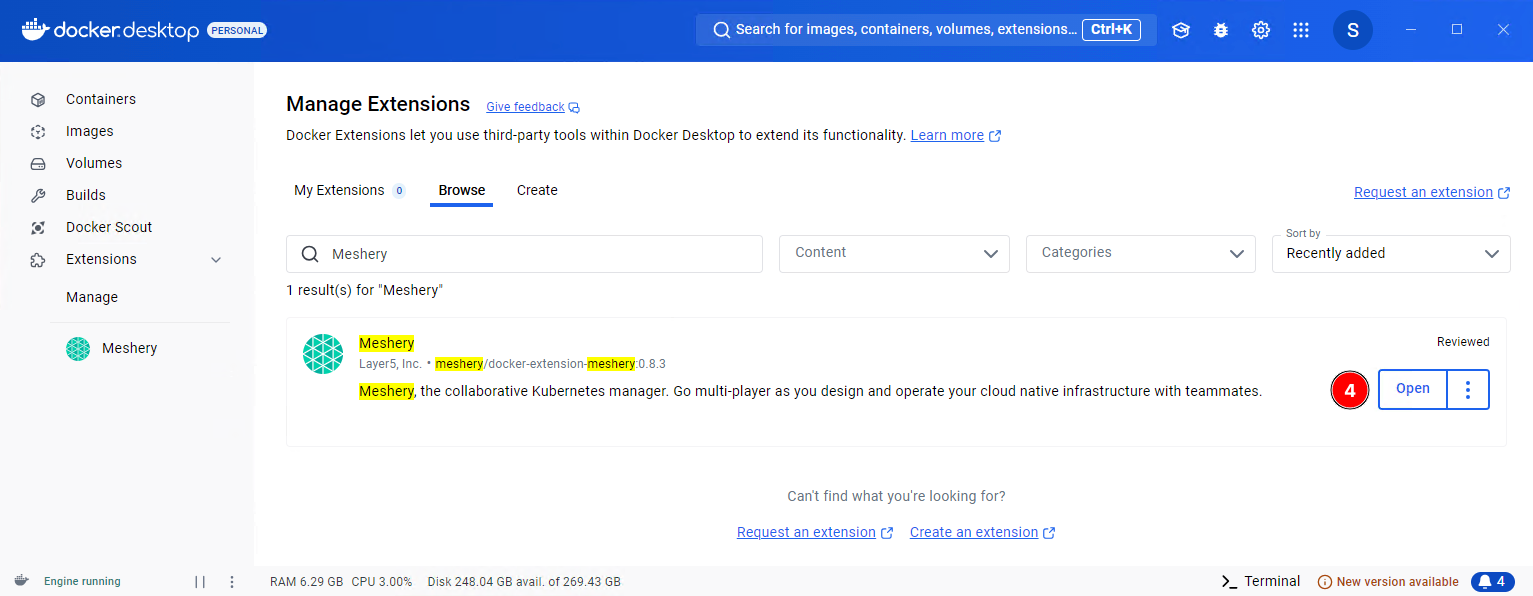 docker.desktop PERSONAL
Search for images, containers, volumes, extensions... Ctrl+K
S
Containers
Images
Volumes
Builds
Docker Scout
Extensions
Manage
Meshery
Manage Extensions Give feedback
Docker Extensions let you use third-party tools within Docker Desktop to extend its functionality. Learn more
My Extensions 0 Browse Create
Request an extension
Meshery
Content
Categories
Sort by
Recently added
1 result(s) for "Meshery"
Meshery
Reviewed
Layer5, Inc. • meshery/docker-extension-meshery:0.8.3
Meshery, the collaborative Kubernetes manager. Go multi-player as you design and operate your cloud native infrastructure with teammates.
4
Open
Can't find what you're looking for?
Request an extension Create an extension
Engine running
RAM 6.29 GB CPU 3.00% Disk 248.04 GB avail. of 269.43 GB
>_ Terminal
New version available
4